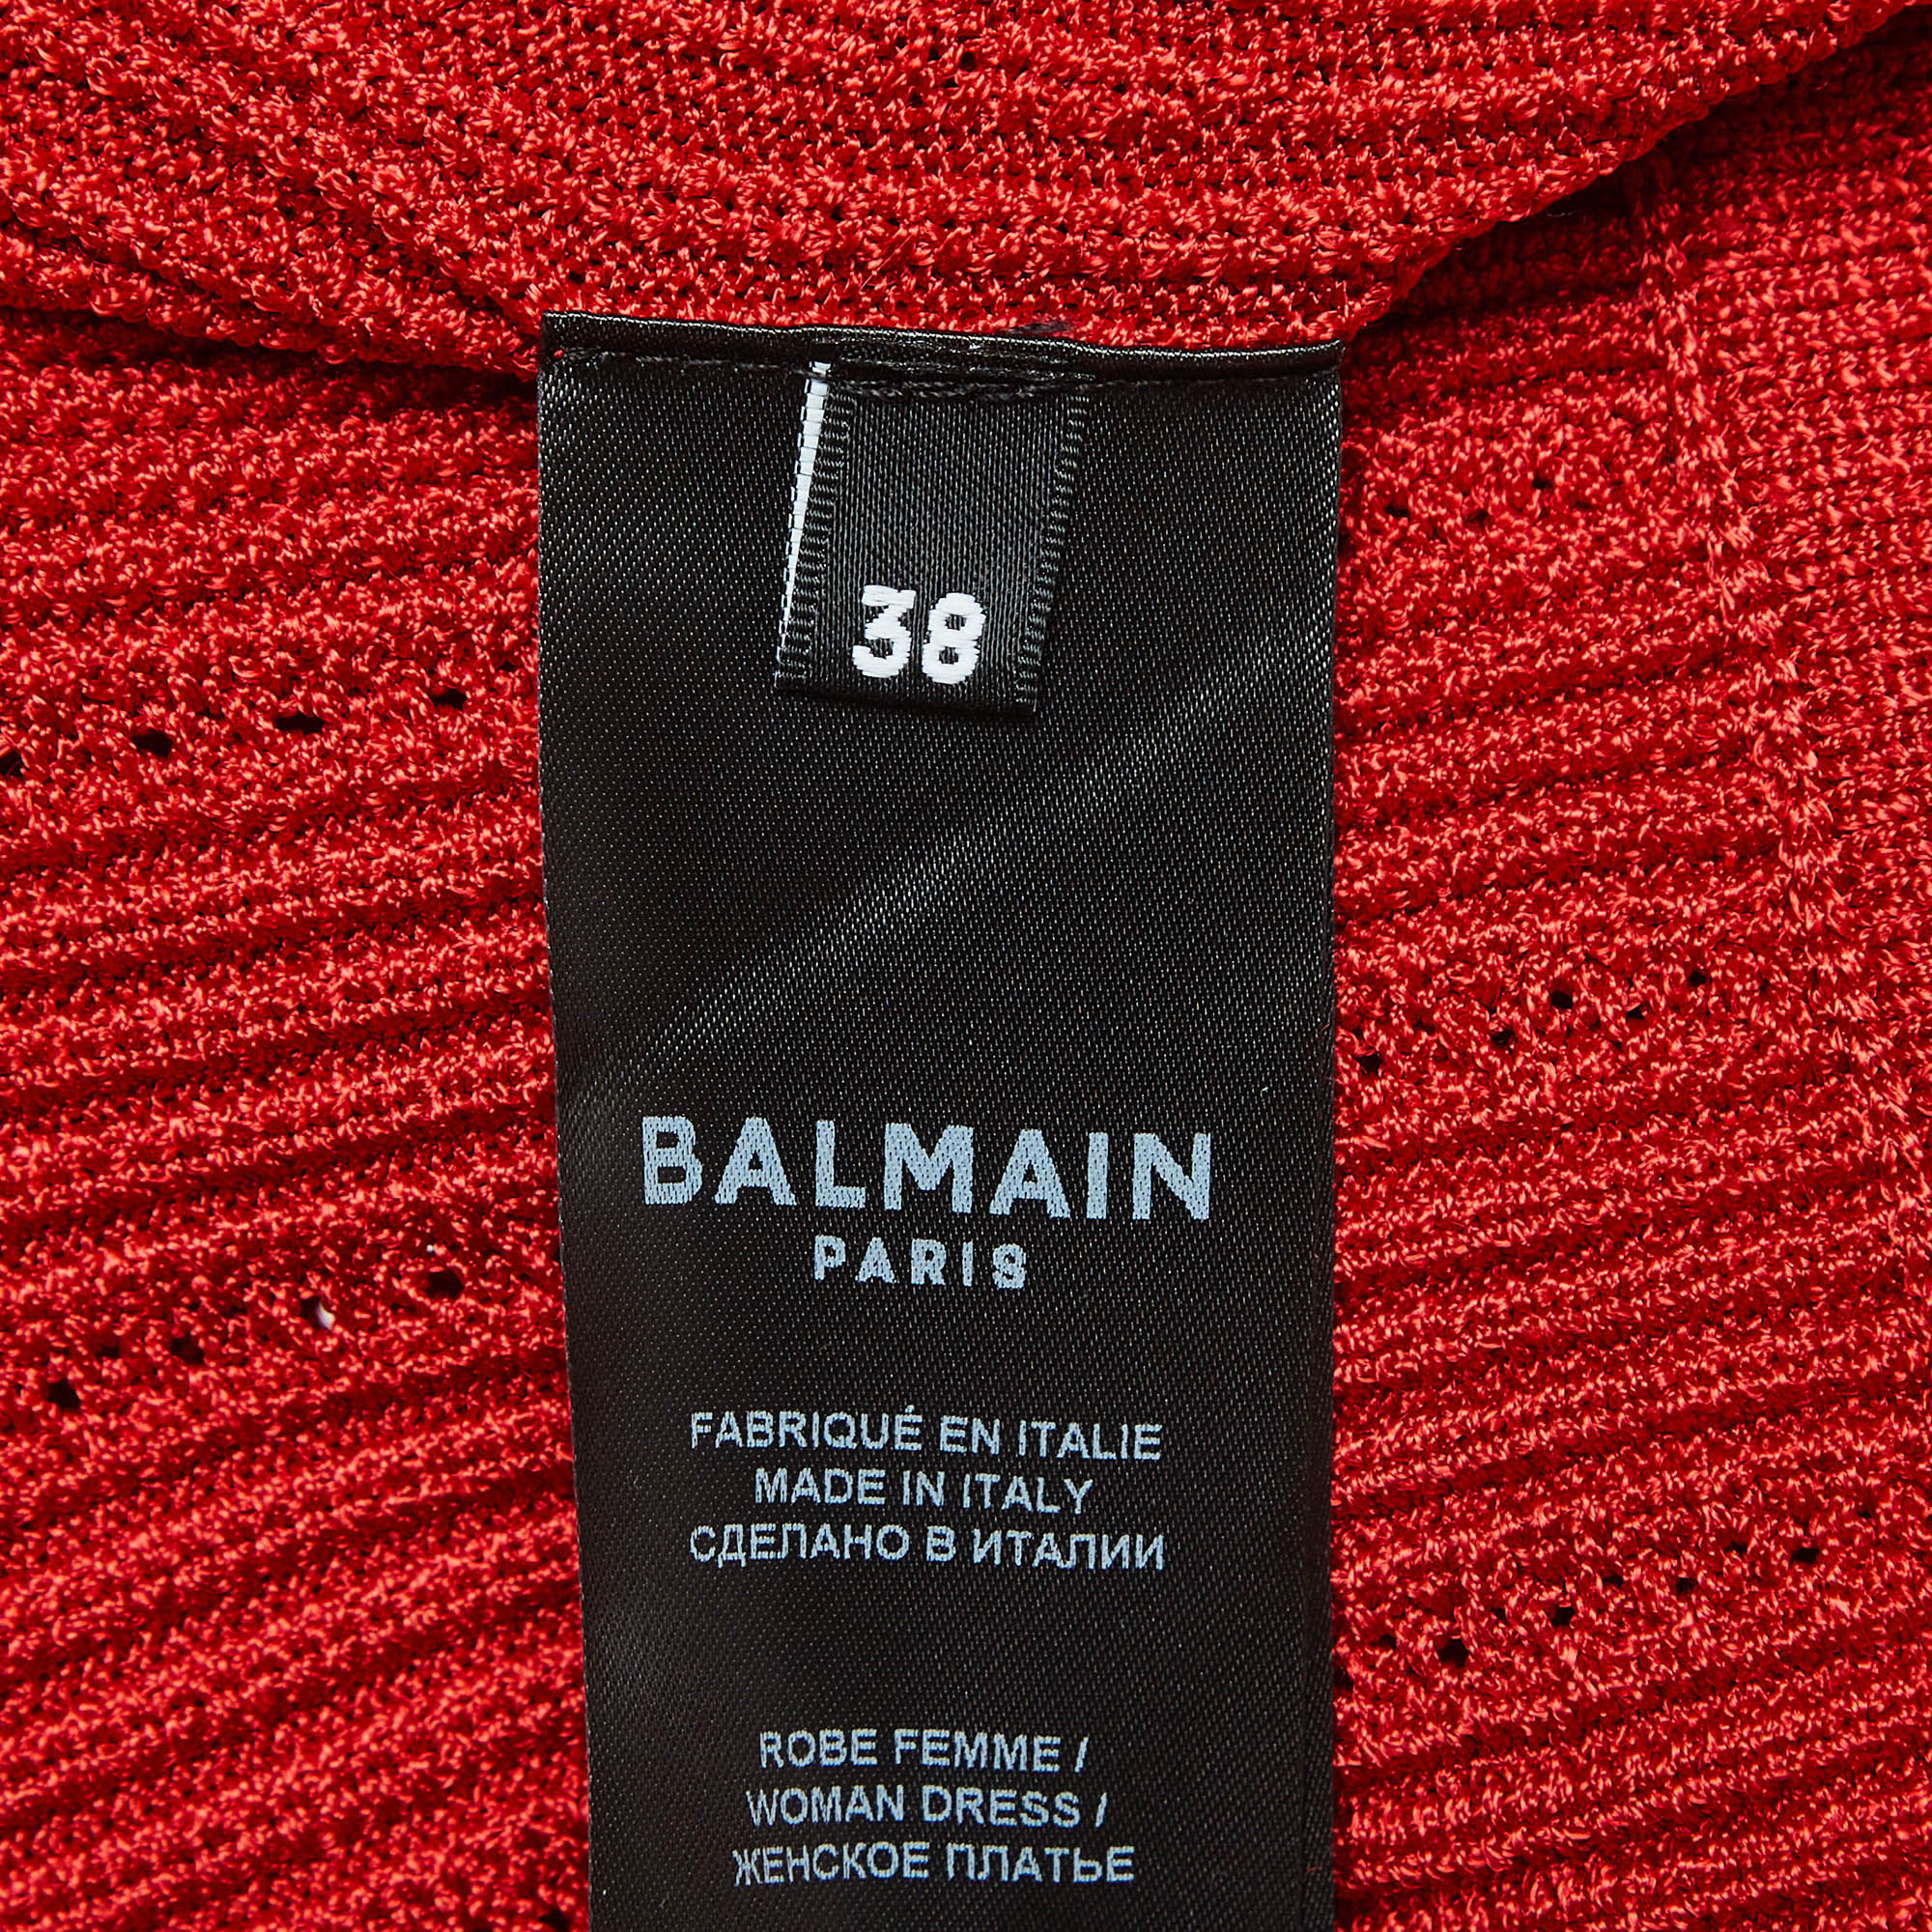 38
BALMAIN
PARIS
FABRIQUÉ EN ITALIE
MADE IN ITALY
СДЕЛАНО В ИТАЛИИ
ROBE FEMME /
WOMAN DRESS /
ЖЕНСКОЕ ПЛАТЬЕ